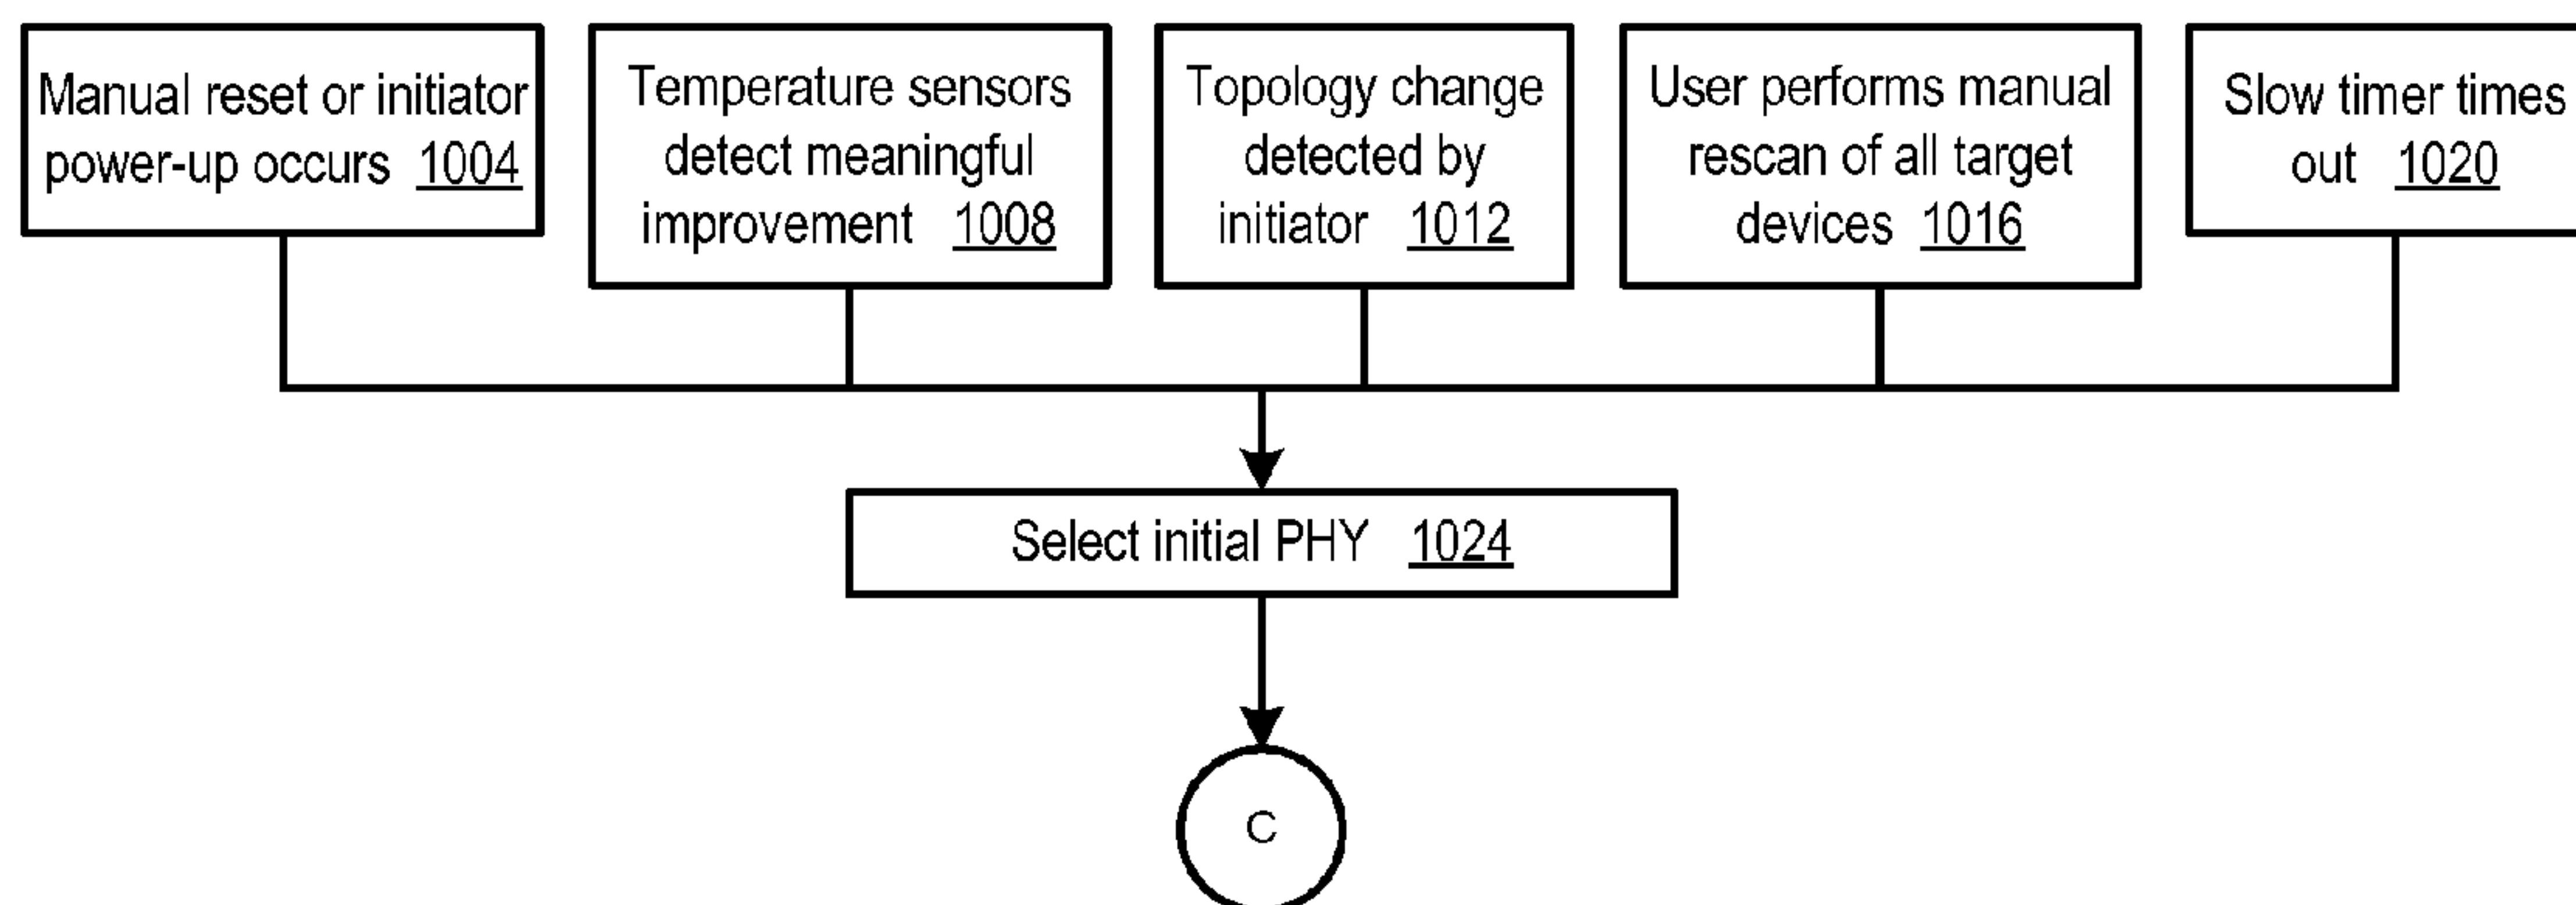 Manual reset or initiator
power-up occurs 1004
Temperature sensors
detect meaningful
improvement 1008
Topology change
detected by
initiator 1012
User performs manual
rescan of all target
devices 1016
Slow timer times
out 1020
Select initial PHY 1024
C